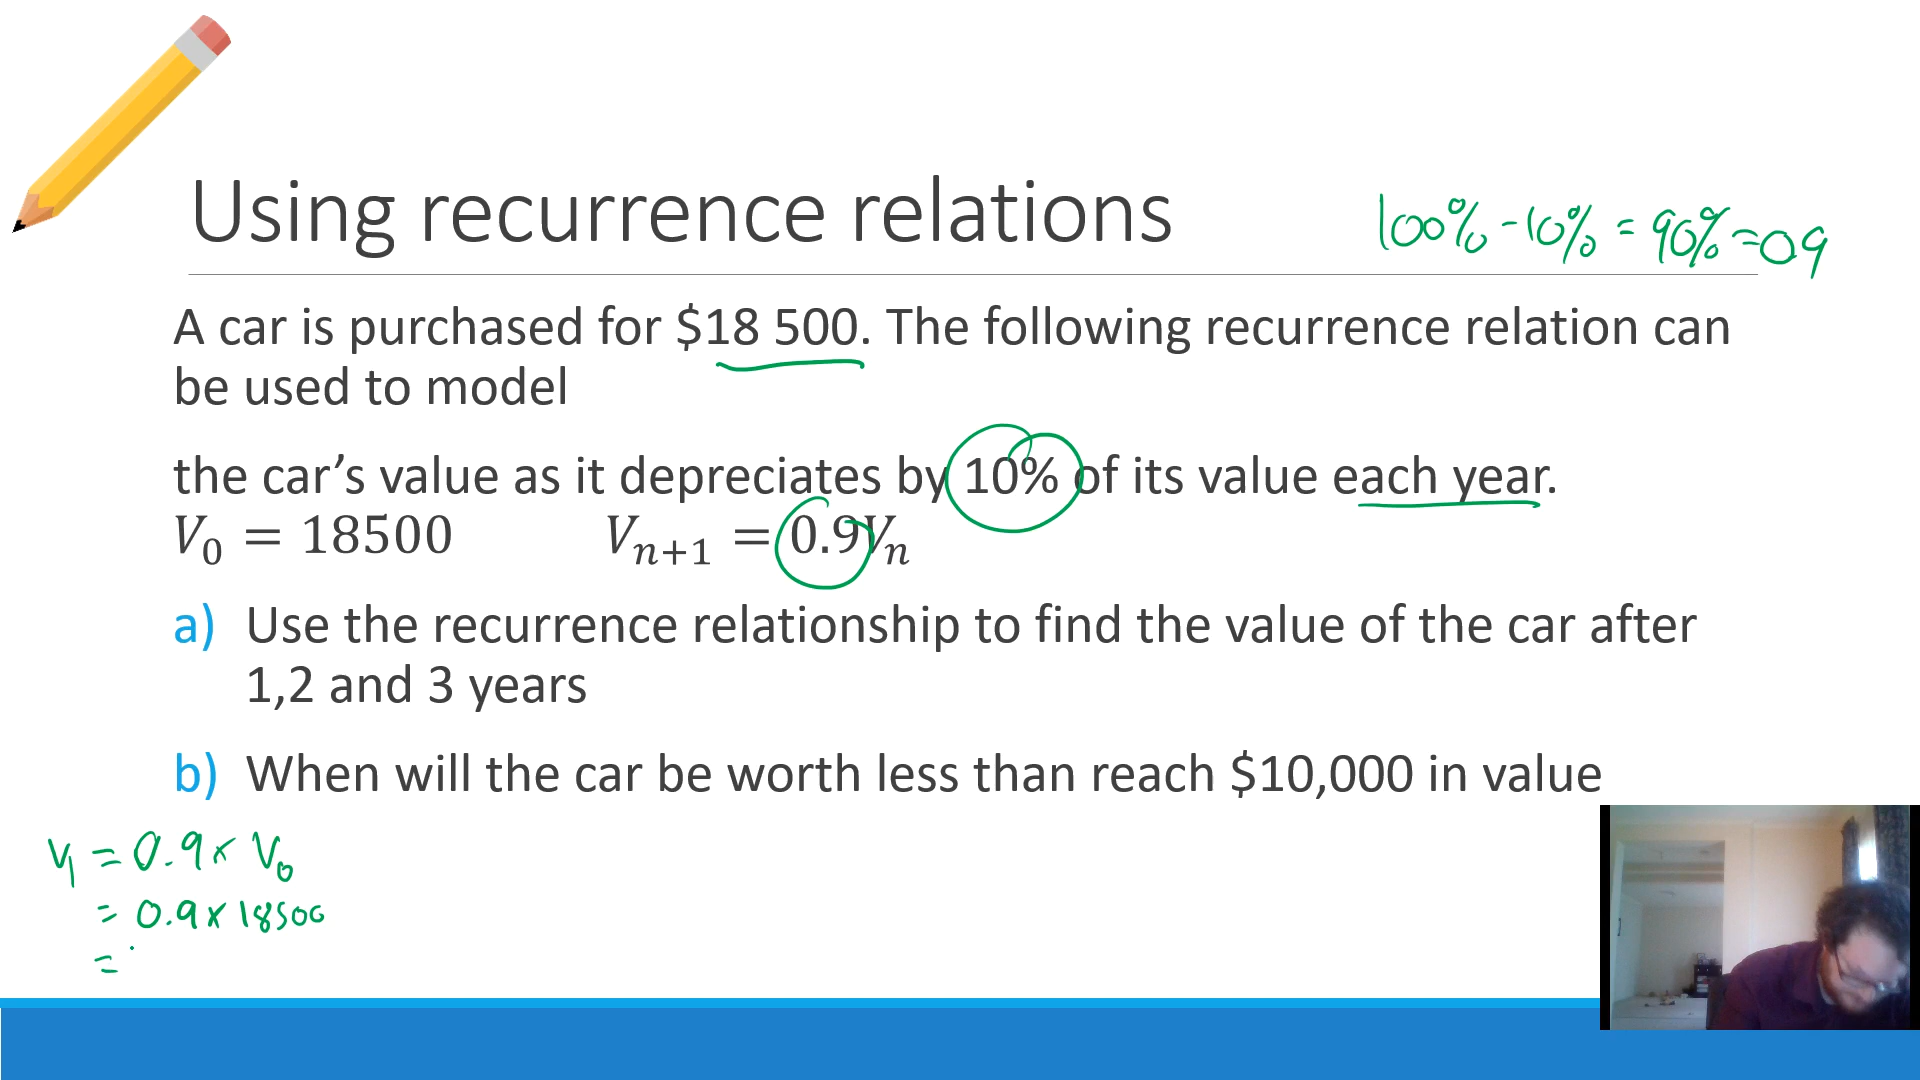 Using recurrence relations
100% - 10% = 90% = 0.9
A car is purchased for $18 500. The following recurrence relation can
be used to model
the car’s value as it depreciates by 10% of its value each year.
V₀ = 18500 Vₙ₊₁ = 0.9Vₙ
a) Use the recurrence relationship to find the value of the car after
1,2 and 3 years
b) When will the car be worth less than reach $10,000 in value
V₁ = 0.9 × V₀
= 0.9 × 18500
=